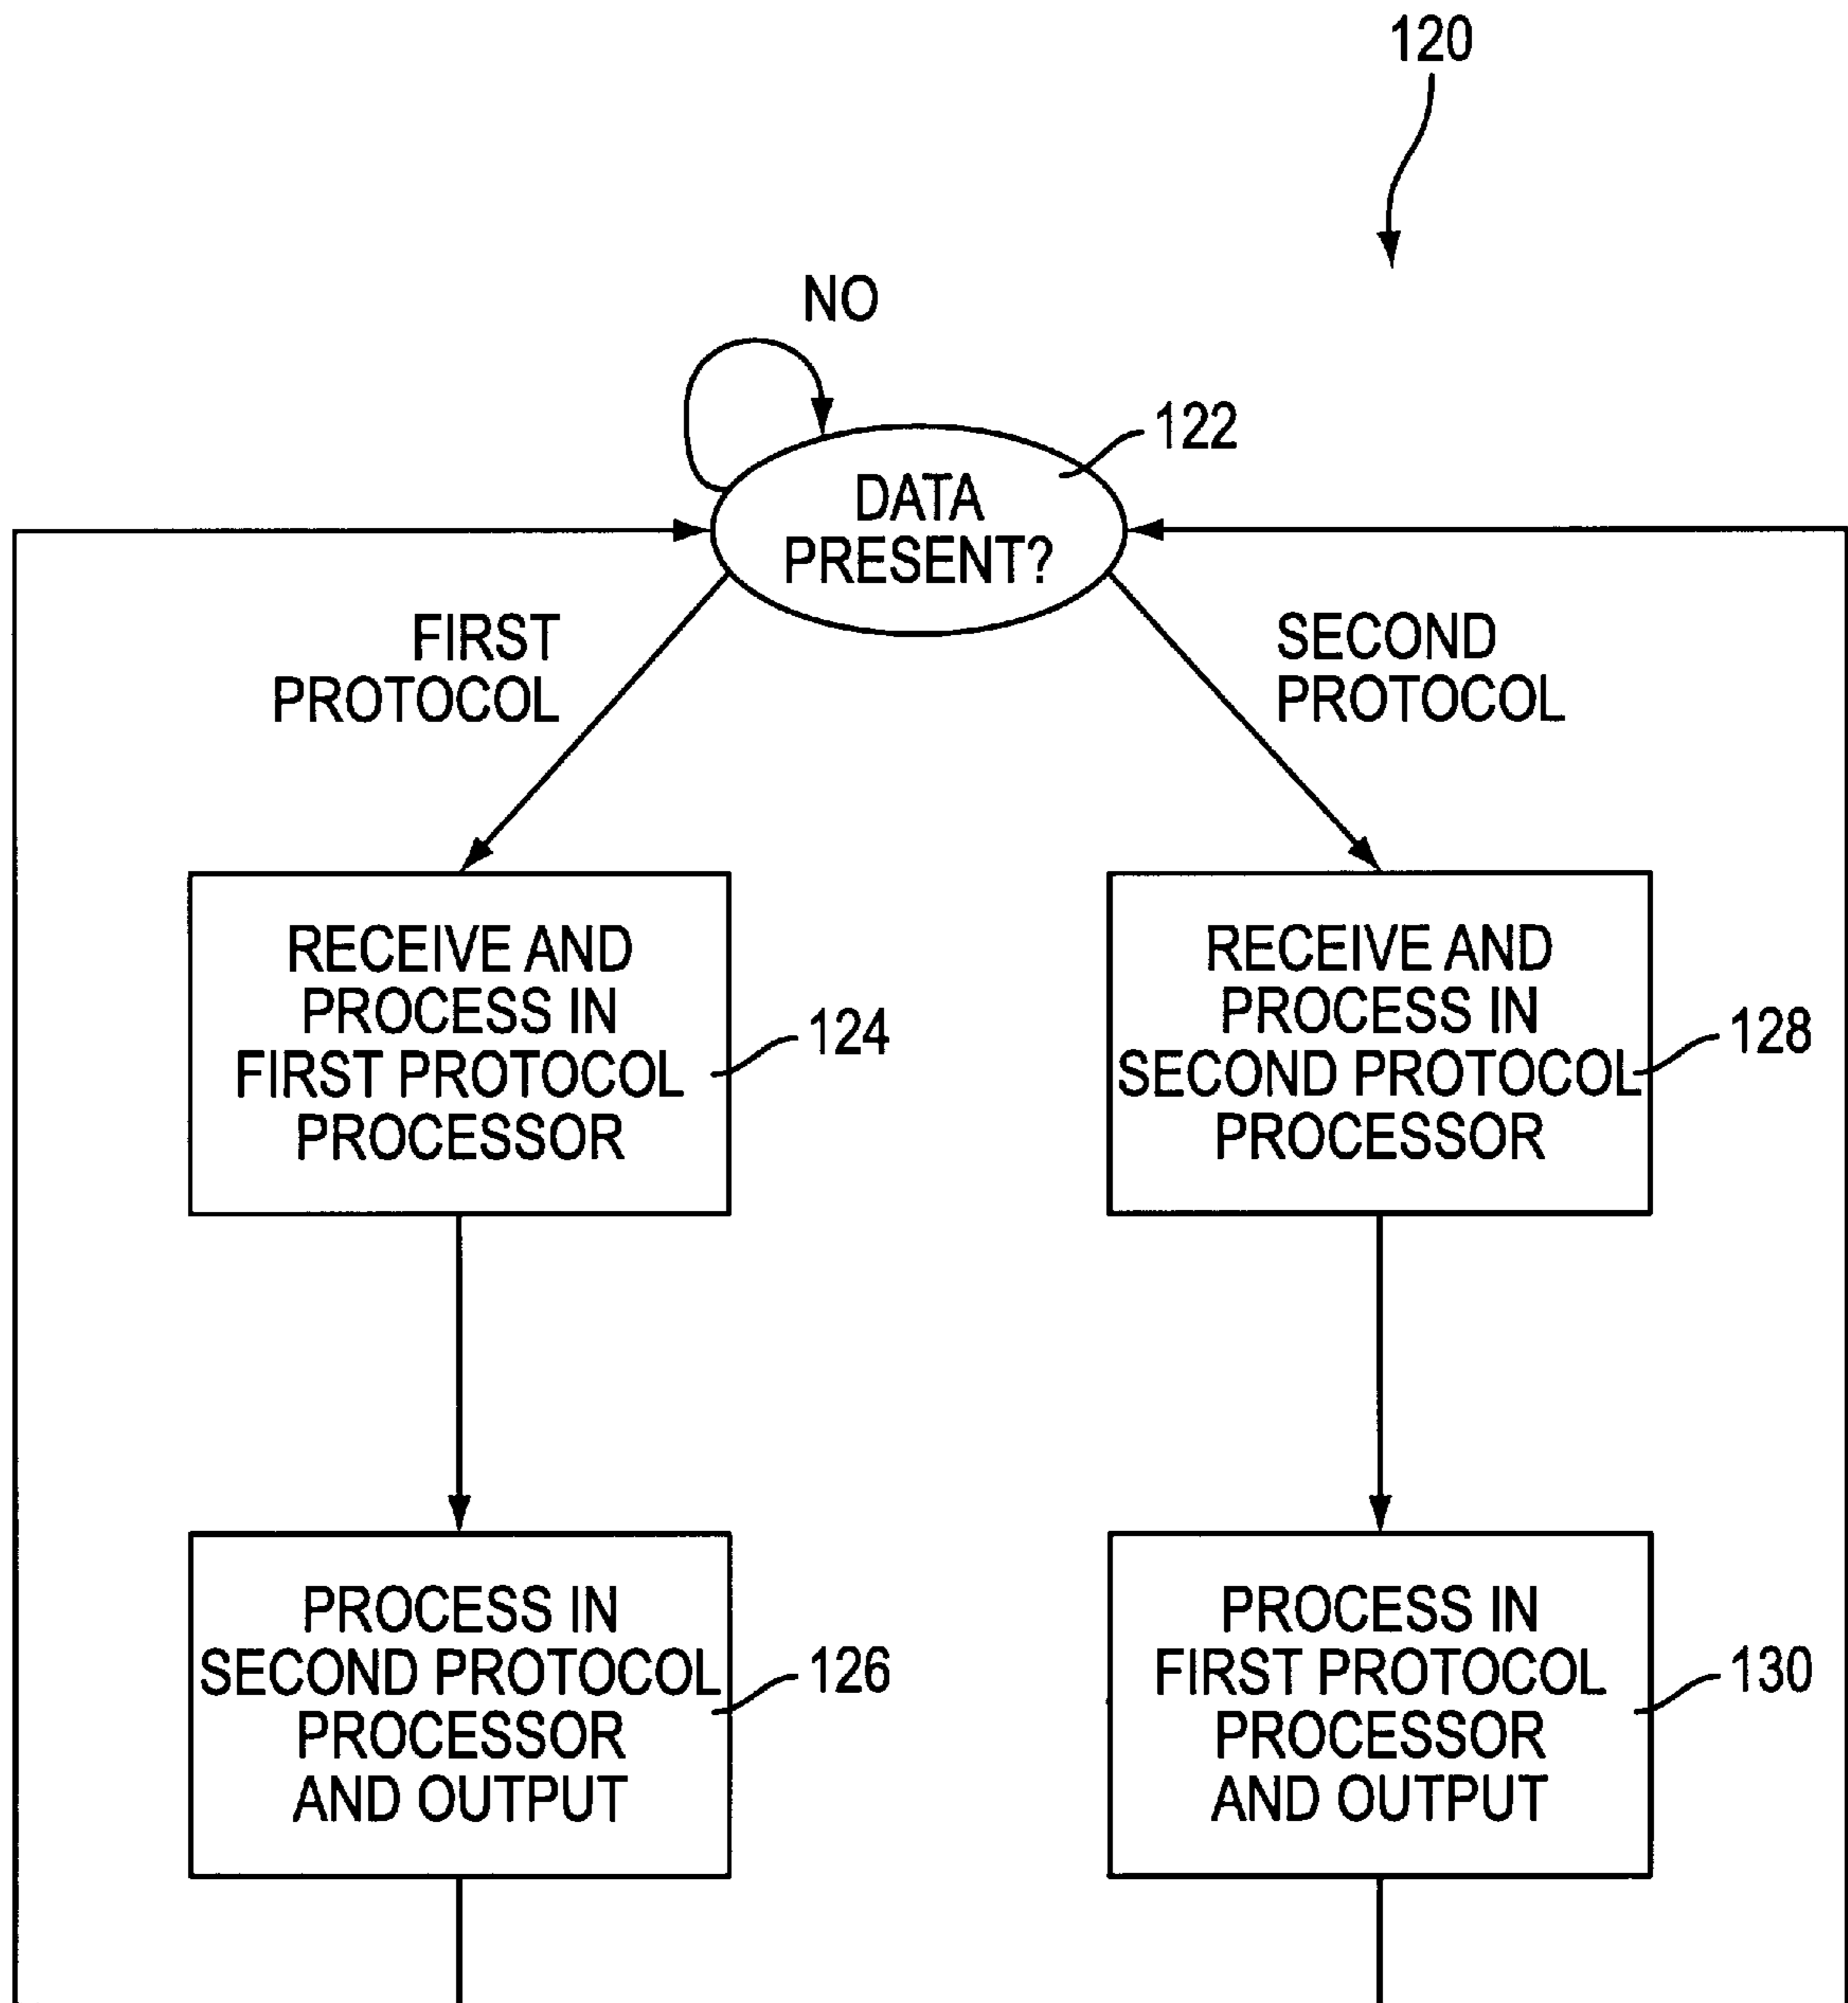 120
NO
122
DATA
PRESENT?
FIRST
PROTOCOL
SECOND
PROTOCOL
RECEIVE AND
PROCESS IN
FIRST PROTOCOL
PROCESSOR
124
RECEIVE AND
PROCESS IN
SECOND PROTOCOL
PROCESSOR
128
PROCESS IN
SECOND PROTOCOL
PROCESSOR
AND OUTPUT
126
PROCESS IN
FIRST PROTOCOL
PROCESSOR
AND OUTPUT
130